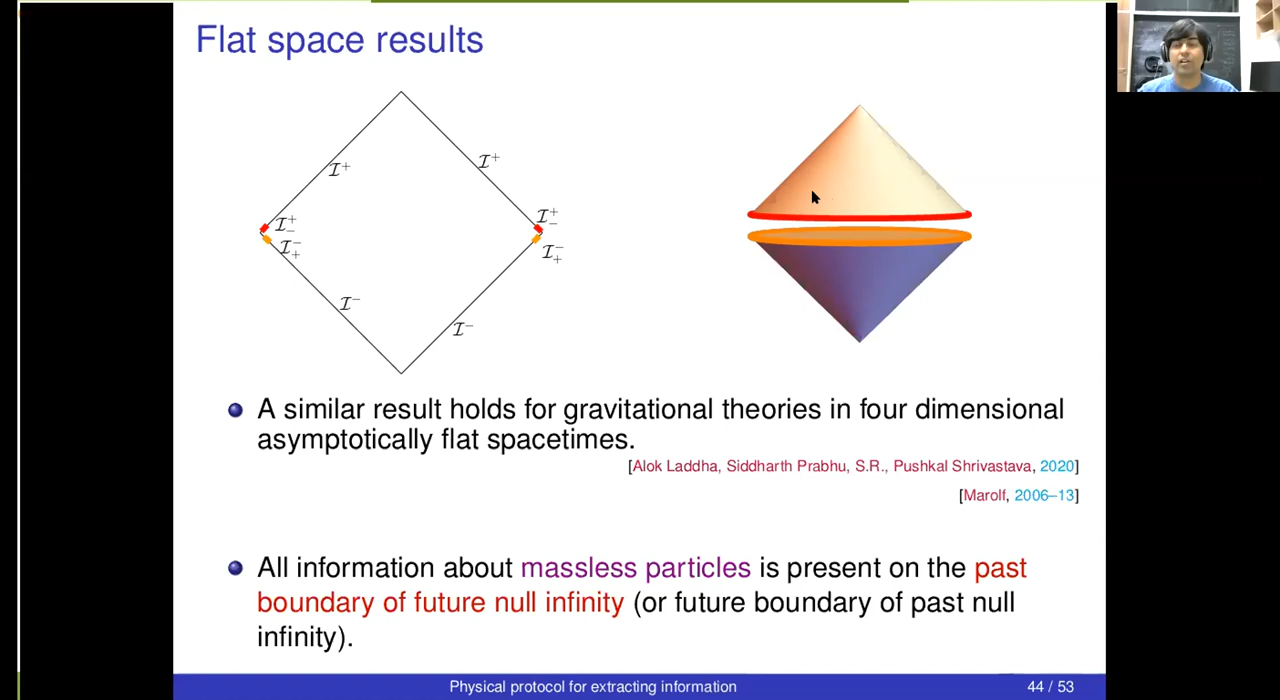 Flat space results
ℐ⁺
ℐ⁺
ℐ⁺₋
ℐ⁻₊
ℐ⁺₋
ℐ⁻₊
ℐ⁻
ℐ⁻
A similar result holds for gravitational theories in four dimensional
asymptotically flat spacetimes.
[Alok Laddha, Siddharth Prabhu, S.R., Pushkal Shrivastava, 2020]
[Marolf, 2006–13]
All information about massless particles is present on the past
boundary of future null infinity (or future boundary of past null
infinity).
Physical protocol for extracting information
44 / 53